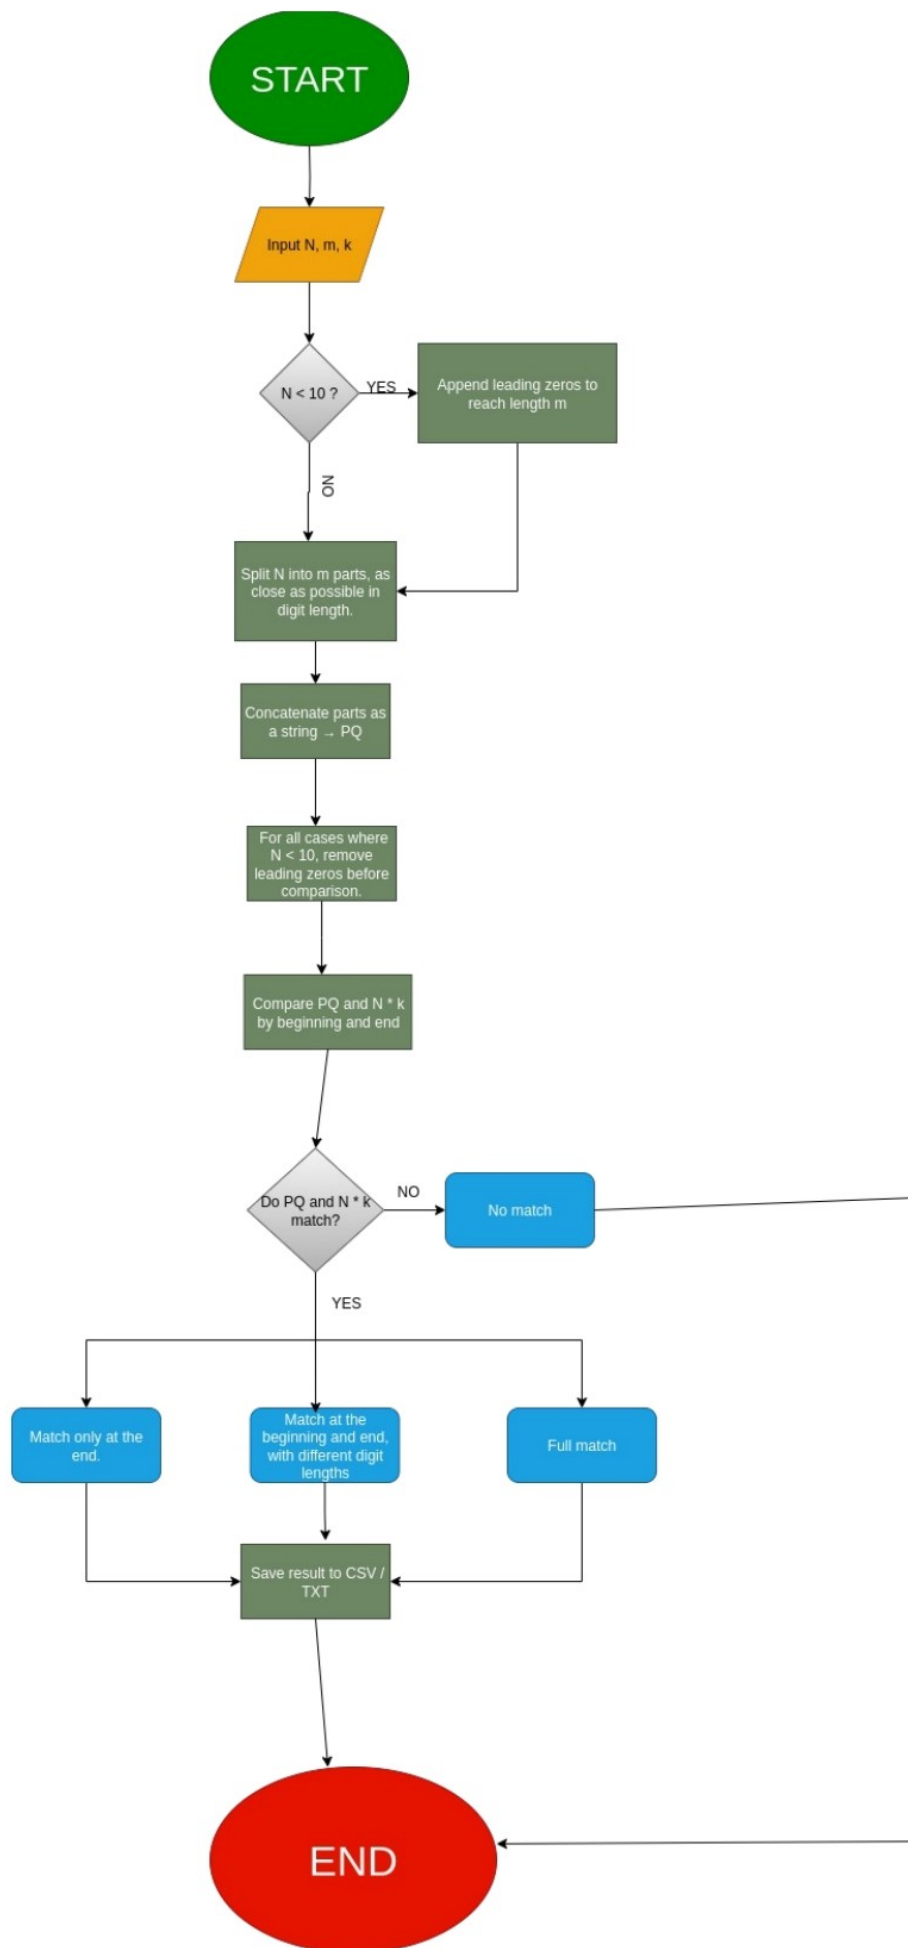 START
Input N, m, k
N < 10 ?
YES
Append leading zeros to
reach length m
NO
Split N into m parts, as
close as possible in
digit length.
Concatenate parts as
a string → PQ
For all cases where
N < 10, remove
leading zeros before
comparison.
Compare PQ and N * k
by beginning and end
Do PQ and N * k
match?
NO
No match
YES
Match only at the
end.
Match at the
beginning and end,
with different digit
lengths
Full match
Save result to CSV /
TXT
END